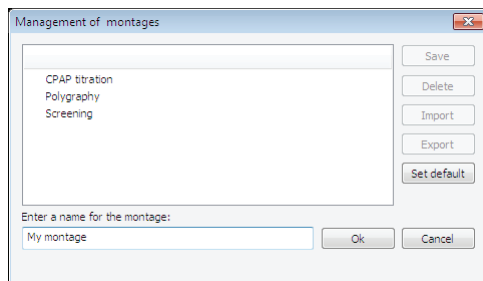 Management of montages
Save
CPAP titration
Delete
Polygraphy
Screening
Import
Export
Set default
Enter a name for the montage:
My montage
Ok
Cancel